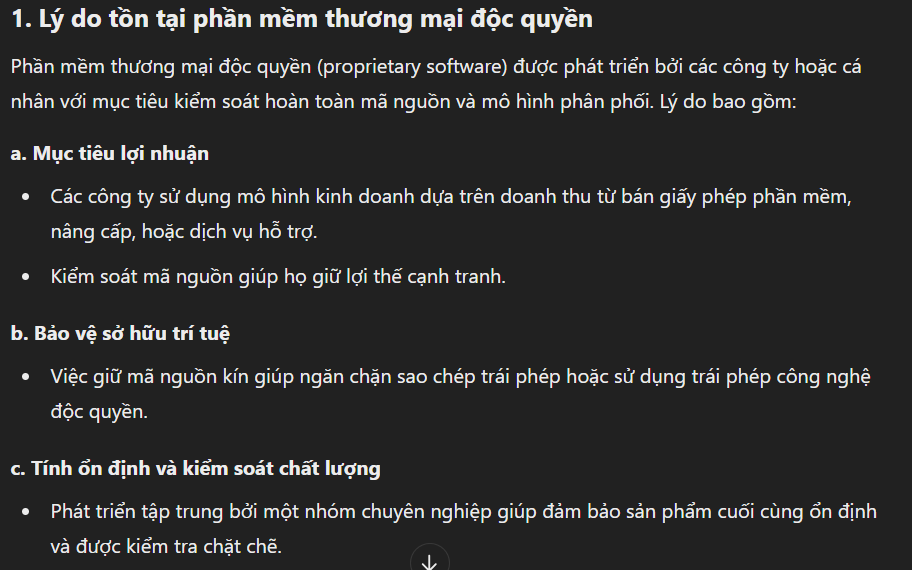 1. Lý do tồn tại phần mềm thương mại độc quyền
Phần mềm thương mại độc quyền (proprietary software) được phát triển bởi các công ty hoặc cá
nhân với mục tiêu kiểm soát hoàn toàn mã nguồn và mô hình phân phối. Lý do bao gồm:
a. Mục tiêu lợi nhuận
• Các công ty sử dụng mô hình kinh doanh dựa trên doanh thu từ bán giấy phép phần mềm,
nâng cấp, hoặc dịch vụ hỗ trợ.
• Kiểm soát mã nguồn giúp họ giữ lợi thế cạnh tranh.
b. Bảo vệ sở hữu trí tuệ
• Việc giữ mã nguồn kín giúp ngăn chặn sao chép trái phép hoặc sử dụng trái phép công nghệ
độc quyền.
c. Tính ổn định và kiểm soát chất lượng
• Phát triển tập trung bởi một nhóm chuyên nghiệp giúp đảm bảo sản phẩm cuối cùng ổn định
và được kiểm tra chặt chẽ.